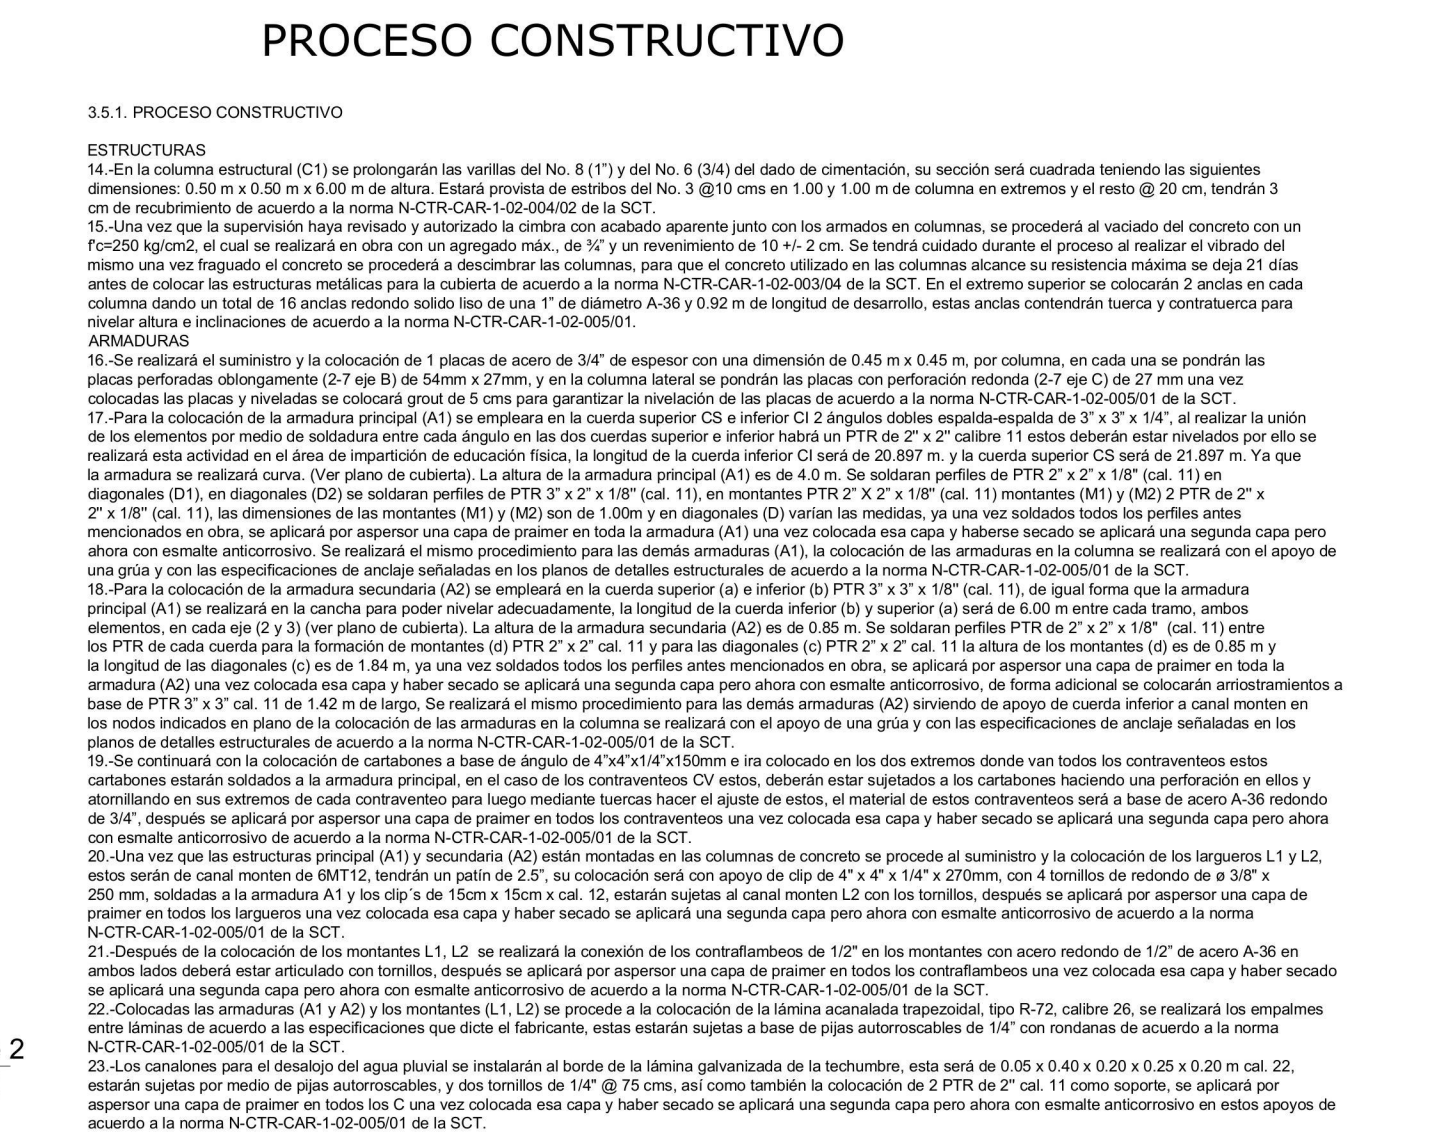 PROCESO CONSTRUCTIVO
3.5.1. PROCESO CONSTRUCTIVO
ESTRUCTURAS
14.-En la columna estructural (C1) se prolongarán las varillas del No. 8 (1”) y del No. 6 (3/4) del dado de cimentación, su sección será cuadrada teniendo las siguientes
dimensiones: 0.50 m x 0.50 m x 6.00 m de altura. Estará provista de estribos del No. 3 @10 cms en 1.00 y 1.00 m de columna en extremos y el resto @ 20 cm, tendrán 3
cm de recubrimiento de acuerdo a la norma N-CTR-CAR-1-02-004/02 de la SCT.
15.-Una vez que la supervisión haya revisado y autorizado la cimbra con acabado aparente junto con los armados en columnas, se procederá al vaciado del concreto con un
f'c=250 kg/cm2, el cual se realizará en obra con un agregado máx., de ¾” y un revenimiento de 10 +/- 2 cm. Se tendrá cuidado durante el proceso al realizar el vibrado del
mismo una vez fraguado el concreto se procederá a descimbrar las columnas, para que el concreto utilizado en las columnas alcance su resistencia máxima se deja 21 días
antes de colocar las estructuras metálicas para la cubierta de acuerdo a la norma N-CTR-CAR-1-02-003/04 de la SCT. En el extremo superior se colocarán 2 anclas en cada
columna dando un total de 16 anclas redondo solido liso de una 1” de diámetro A-36 y 0.92 m de longitud de desarrollo, estas anclas contendrán tuerca y contratuerca para
nivelar altura e inclinaciones de acuerdo a la norma N-CTR-CAR-1-02-005/01.
ARMADURAS
16.-Se realizará el suministro y la colocación de 1 placas de acero de 3/4” de espesor con una dimensión de 0.45 m x 0.45 m, por columna, en cada una se pondrán las
placas perforadas oblongamente (2-7 eje B) de 54mm x 27mm, y en la columna lateral se pondrán las placas con perforación redonda (2-7 eje C) de 27 mm una vez
colocadas las placas y niveladas se colocará grout de 5 cms para garantizar la nivelación de las placas de acuerdo a la norma N-CTR-CAR-1-02-005/01 de la SCT.
17.-Para la colocación de la armadura principal (A1) se empleara en la cuerda superior CS e inferior CI 2 ángulos dobles espalda-espalda de 3” x 3” x 1/4”, al realizar la unión
de los elementos por medio de soldadura entre cada ángulo en las dos cuerdas superior e inferior habrá un PTR de 2'' x 2'' calibre 11 estos deberán estar nivelados por ello se
realizará esta actividad en el área de impartición de educación física, la longitud de la cuerda inferior CI será de 20.897 m. y la cuerda superior CS será de 21.897 m. Ya que
la armadura se realizará curva. (Ver plano de cubierta). La altura de la armadura principal (A1) es de 4.0 m. Se soldaran perfiles de PTR 2” x 2” x 1/8" (cal. 11) en
diagonales (D1), en diagonales (D2) se soldaran perfiles de PTR 3” x 2” x 1/8'' (cal. 11), en montantes PTR 2” X 2” x 1/8'' (cal. 11) montantes (M1) y (M2) 2 PTR de 2'' x
2'' x 1/8'' (cal. 11), las dimensiones de las montantes (M1) y (M2) son de 1.00m y en diagonales (D) varían las medidas, ya una vez soldados todos los perfiles antes
mencionados en obra, se aplicará por aspersor una capa de praimer en toda la armadura (A1) una vez colocada esa capa y haberse secado se aplicará una segunda capa pero
ahora con esmalte anticorrosivo. Se realizará el mismo procedimiento para las demás armaduras (A1), la colocación de las armaduras en la columna se realizará con el apoyo de
una grúa y con las especificaciones de anclaje señaladas en los planos de detalles estructurales de acuerdo a la norma N-CTR-CAR-1-02-005/01 de la SCT.
18.-Para la colocación de la armadura secundaria (A2) se empleará en la cuerda superior (a) e inferior (b) PTR 3” x 3” x 1/8'' (cal. 11), de igual forma que la armadura
principal (A1) se realizará en la cancha para poder nivelar adecuadamente, la longitud de la cuerda inferior (b) y superior (a) será de 6.00 m entre cada tramo, ambos
elementos, en cada eje (2 y 3) (ver plano de cubierta). La altura de la armadura secundaria (A2) es de 0.85 m. Se soldaran perfiles PTR de 2” x 2” x 1/8"  (cal. 11) entre
los PTR de cada cuerda para la formación de montantes (d) PTR 2” x 2” cal. 11 y para las diagonales (c) PTR 2” x 2” cal. 11 la altura de los montantes (d) es de 0.85 m y
la longitud de las diagonales (c) es de 1.84 m, ya una vez soldados todos los perfiles antes mencionados en obra, se aplicará por aspersor una capa de praimer en toda la
armadura (A2) una vez colocada esa capa y haber secado se aplicará una segunda capa pero ahora con esmalte anticorrosivo, de forma adicional se colocarán arriostramientos a
base de PTR 3” x 3” cal. 11 de 1.42 m de largo, Se realizará el mismo procedimiento para las demás armaduras (A2) sirviendo de apoyo de cuerda inferior a canal monten en
los nodos indicados en plano de la colocación de las armaduras en la columna se realizará con el apoyo de una grúa y con las especificaciones de anclaje señaladas en los
planos de detalles estructurales de acuerdo a la norma N-CTR-CAR-1-02-005/01 de la SCT.
19.-Se continuará con la colocación de cartabones a base de ángulo de 4”x4”x1/4”x150mm e ira colocado en los dos extremos donde van todos los contraventeos estos
cartabones estarán soldados a la armadura principal, en el caso de los contraventeos CV estos, deberán estar sujetados a los cartabones haciendo una perforación en ellos y
atornillando en sus extremos de cada contraventeo para luego mediante tuercas hacer el ajuste de estos, el material de estos contraventeos será a base de acero A-36 redondo
de 3/4”, después se aplicará por aspersor una capa de praimer en todos los contraventeos una vez colocada esa capa y haber secado se aplicará una segunda capa pero ahora
con esmalte anticorrosivo de acuerdo a la norma N-CTR-CAR-1-02-005/01 de la SCT.
20.-Una vez que las estructuras principal (A1) y secundaria (A2) están montadas en las columnas de concreto se procede al suministro y la colocación de los largueros L1 y L2,
estos serán de canal monten de 6MT12, tendrán un patín de 2.5”, su colocación será con apoyo de clip de 4" x 4" x 1/4" x 270mm, con 4 tornillos de redondo de ø 3/8" x
250 mm, soldadas a la armadura A1 y los clip´s de 15cm x 15cm x cal. 12, estarán sujetas al canal monten L2 con los tornillos, después se aplicará por aspersor una capa de
praimer en todos los largueros una vez colocada esa capa y haber secado se aplicará una segunda capa pero ahora con esmalte anticorrosivo de acuerdo a la norma
N-CTR-CAR-1-02-005/01 de la SCT.
21.-Después de la colocación de los montantes L1, L2  se realizará la conexión de los contraflambeos de 1/2" en los montantes con acero redondo de 1/2” de acero A-36 en
ambos lados deberá estar articulado con tornillos, después se aplicará por aspersor una capa de praimer en todos los contraflambeos una vez colocada esa capa y haber secado
se aplicará una segunda capa pero ahora con esmalte anticorrosivo de acuerdo a la norma N-CTR-CAR-1-02-005/01 de la SCT.
22.-Colocadas las armaduras (A1 y A2) y los montantes (L1, L2) se procede a la colocación de la lámina acanalada trapezoidal, tipo R-72, calibre 26, se realizará los empalmes
entre láminas de acuerdo a las especificaciones que dicte el fabricante, estas estarán sujetas a base de pijas autorroscables de 1/4” con rondanas de acuerdo a la norma
N-CTR-CAR-1-02-005/01 de la SCT.
2
23.-Los canalones para el desalojo del agua pluvial se instalarán al borde de la lámina galvanizada de la techumbre, esta será de 0.05 x 0.40 x 0.20 x 0.25 x 0.20 m cal. 22,
estarán sujetas por medio de pijas autorroscables, y dos tornillos de 1/4" @ 75 cms, así como también la colocación de 2 PTR de 2'' cal. 11 como soporte, se aplicará por
aspersor una capa de praimer en todos los C una vez colocada esa capa y haber secado se aplicará una segunda capa pero ahora con esmalte anticorrosivo en estos apoyos de
acuerdo a la norma N-CTR-CAR-1-02-005/01 de la SCT.